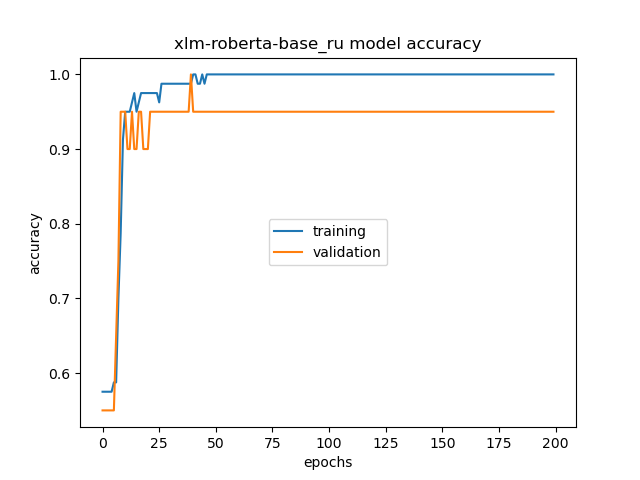 xlm-roberta-base_ru model accuracy
1.0
0.9
0.8
0.7
0.6
accuracy
training
validation
0 25 50 75 100 125 150 175 200
epochs